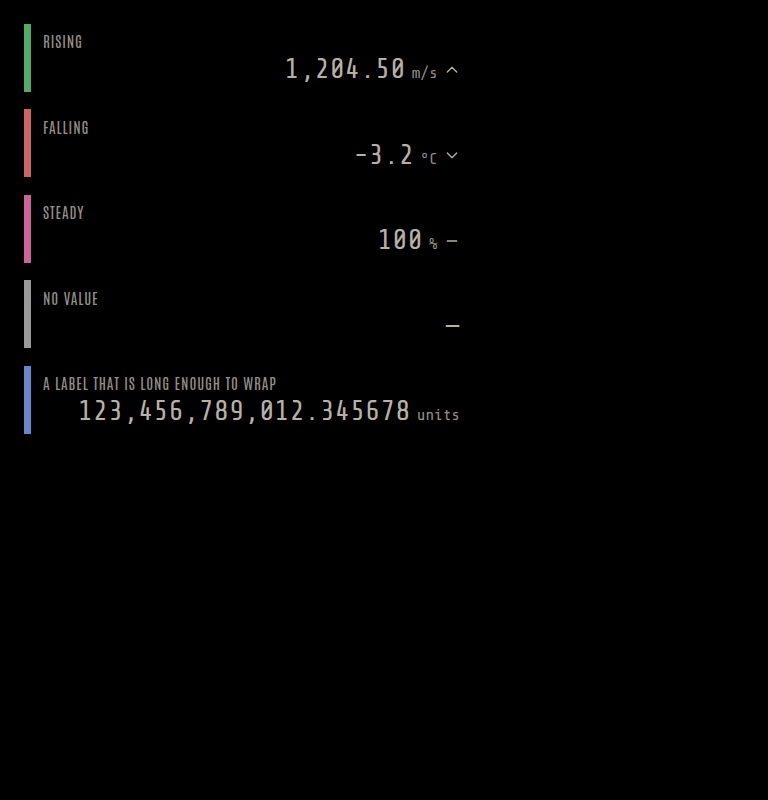 RISING
1,204.50 m/s
FALLING
−3.2 °C
STEADY
100 % —
NO VALUE
—
A LABEL THAT IS LONG ENOUGH TO WRAP
123,456,789,012.345678 units